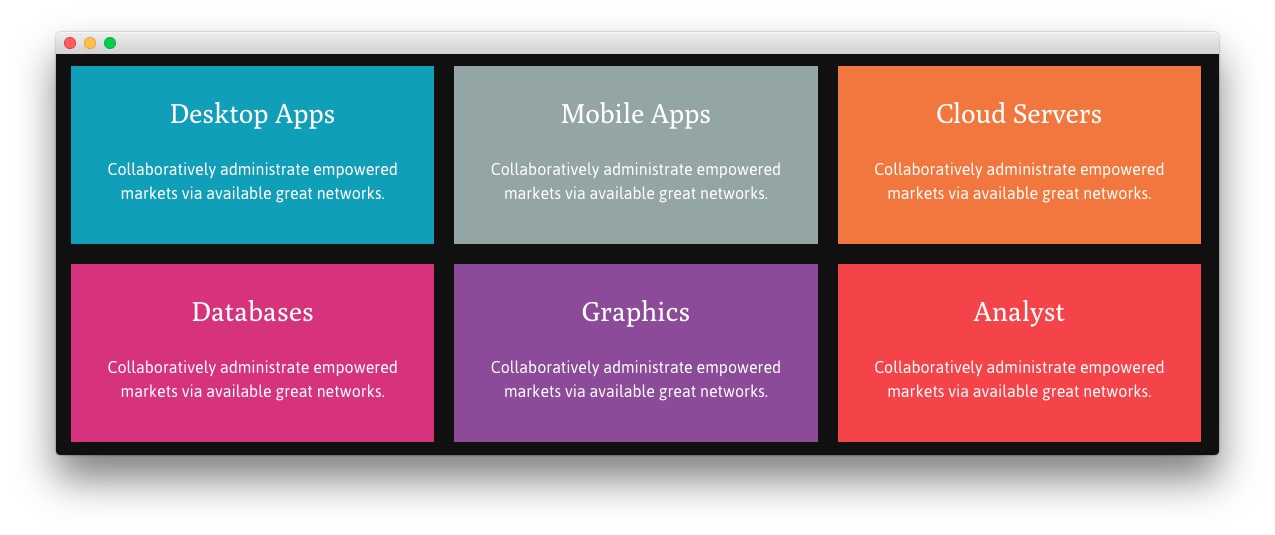 Desktop Apps
Collaboratively administrate empowered
markets via available great networks.
Mobile Apps
Collaboratively administrate empowered
markets via available great networks.
Cloud Servers
Collaboratively administrate empowered
markets via available great networks.
Databases
Collaboratively administrate empowered
markets via available great networks.
Graphics
Collaboratively administrate empowered
markets via available great networks.
Analyst
Collaboratively administrate empowered
markets via available great networks.